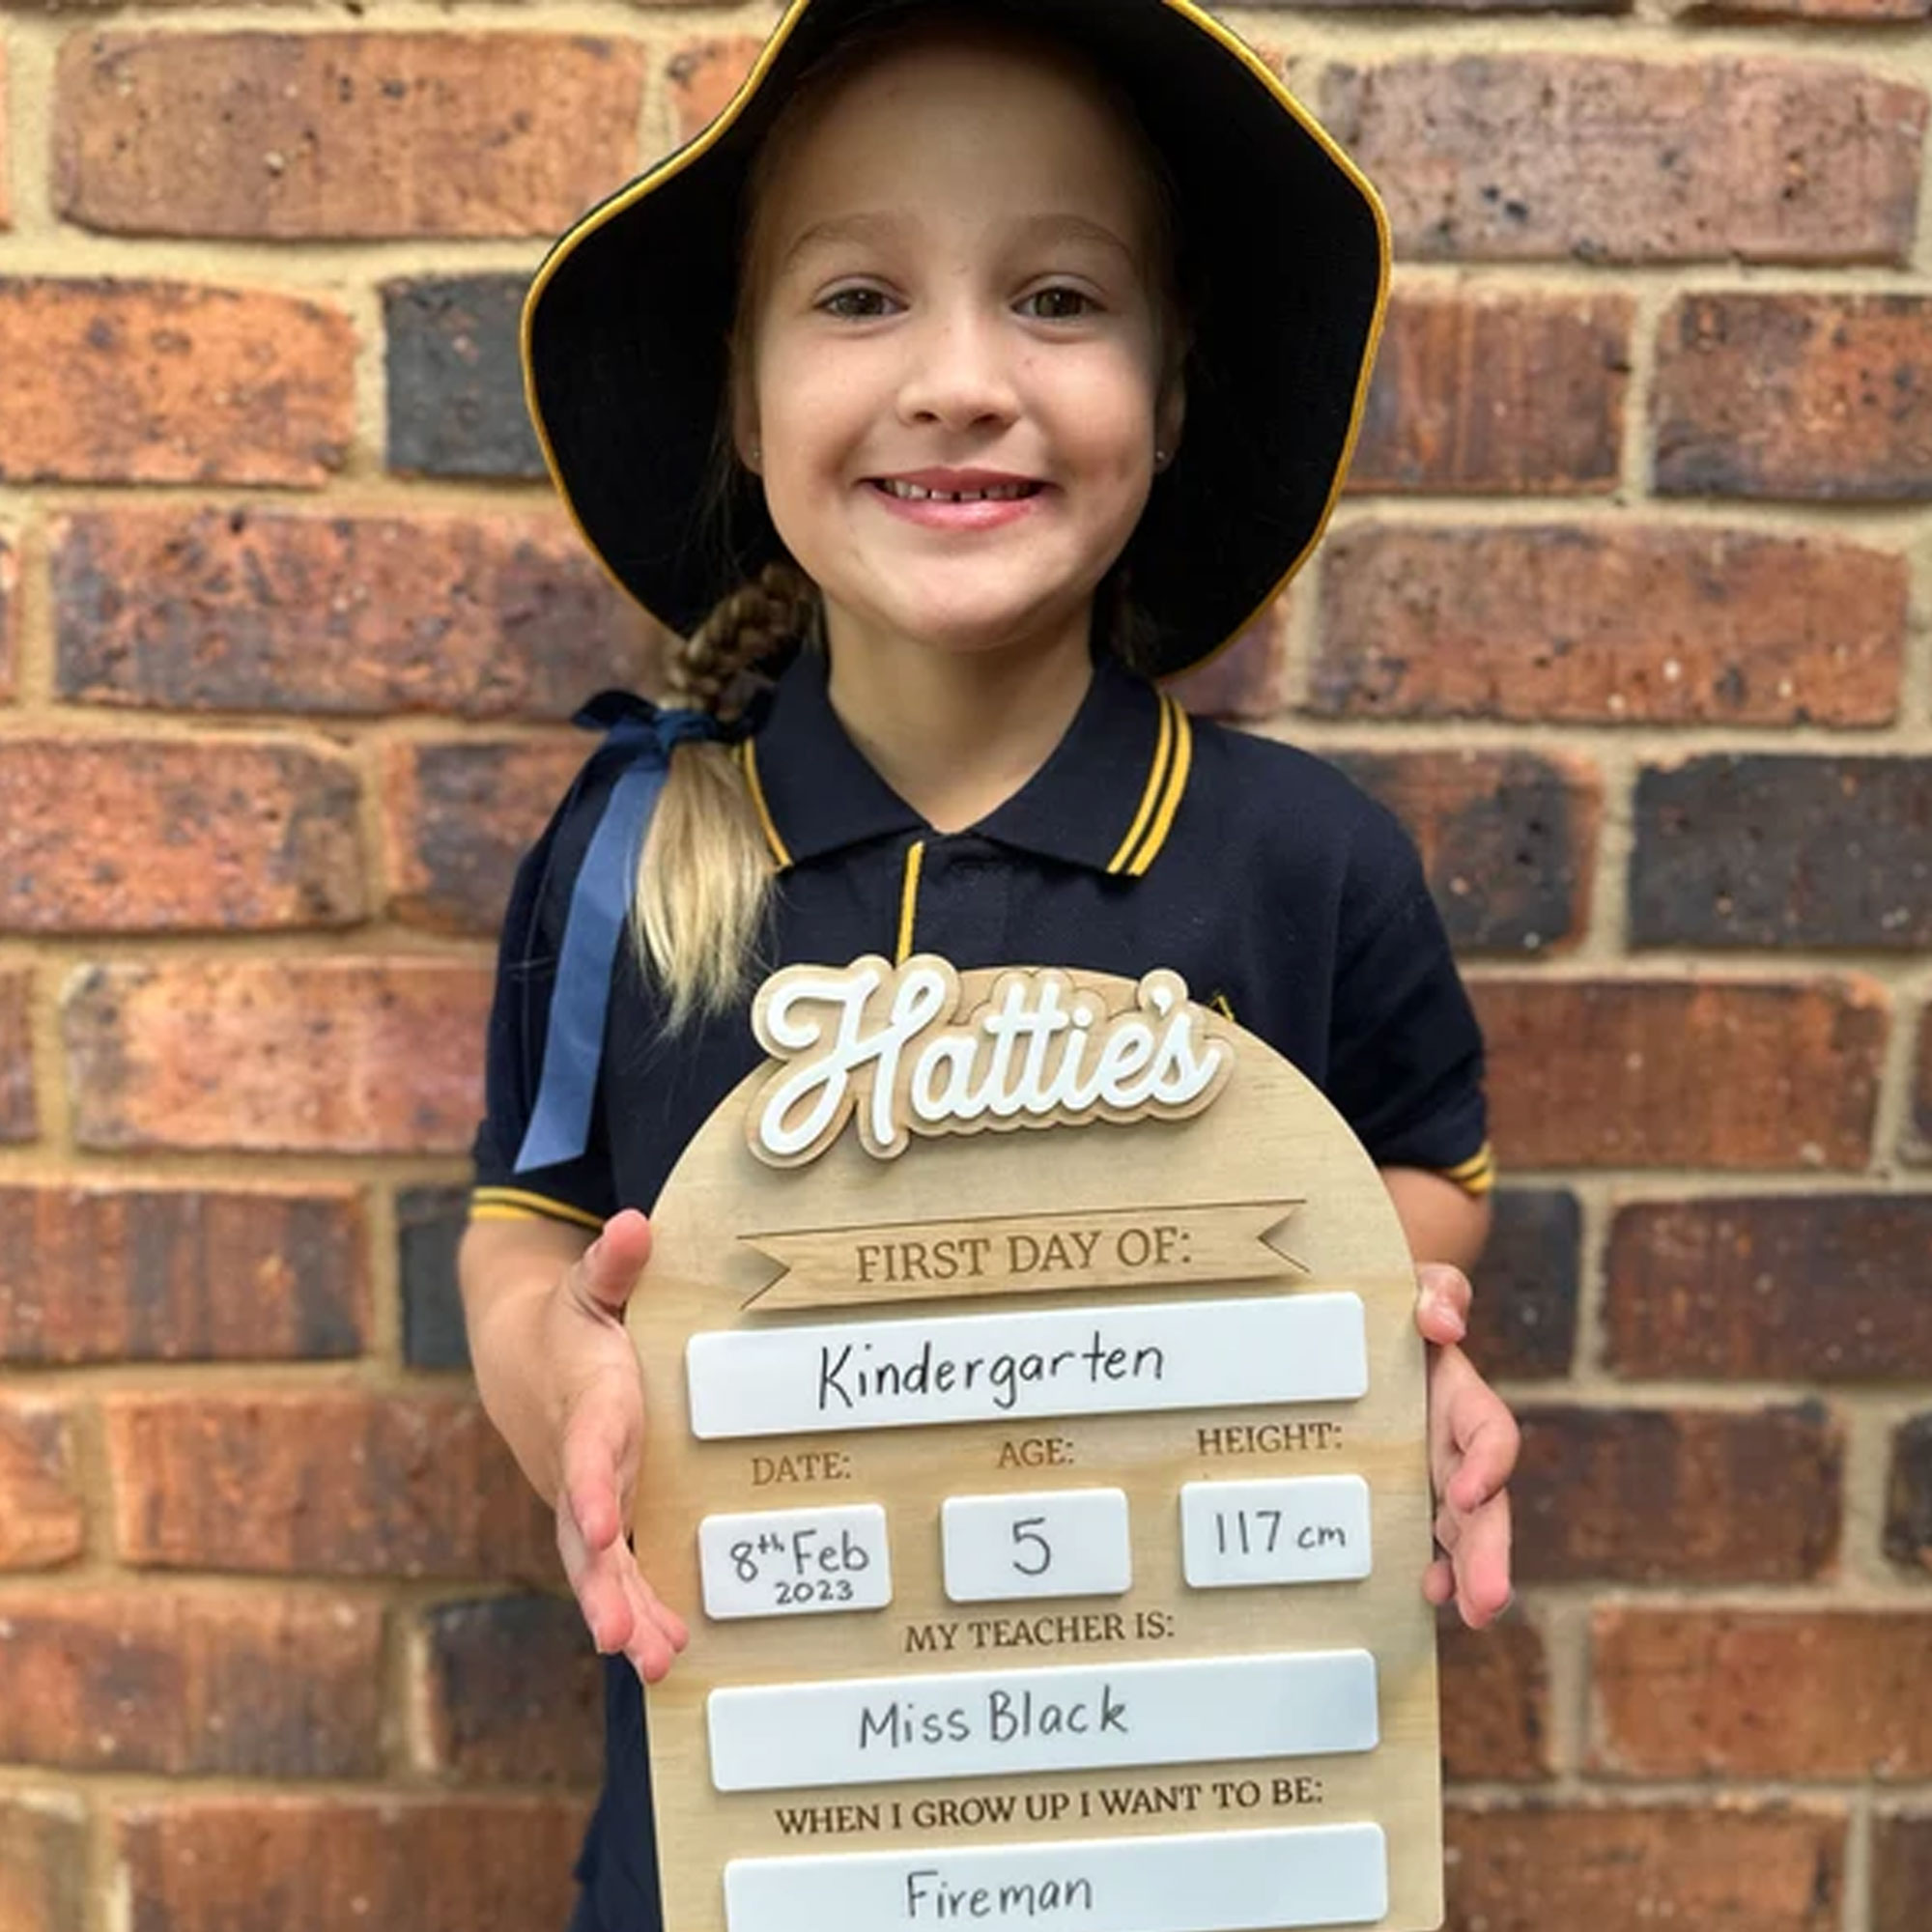 Hattie's
FIRST DAY OF:
Kindergarten
DATE: AGE: HEIGHT:
8th Feb 5 117 cm
2023
MY TEACHER IS:
Miss Black
WHEN I GROW UP I WANT TO BE:
Fireman